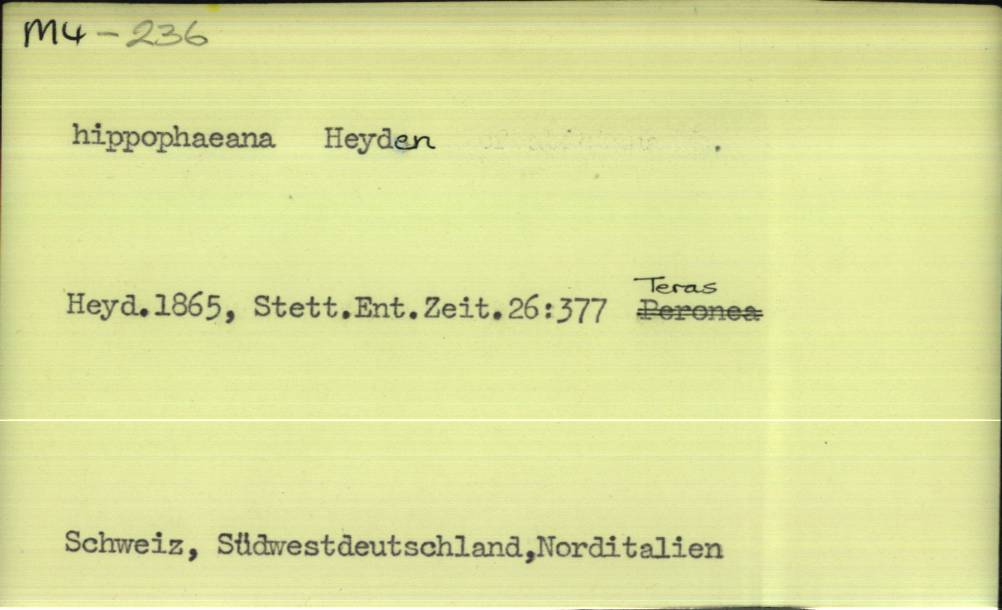 M4-236
hippophaeana Heyden
Teras
Heyd.1865, Stett.Ent.Zeit.26:377 Peronea
Schweiz, Südwestdeutschland,Norditalien